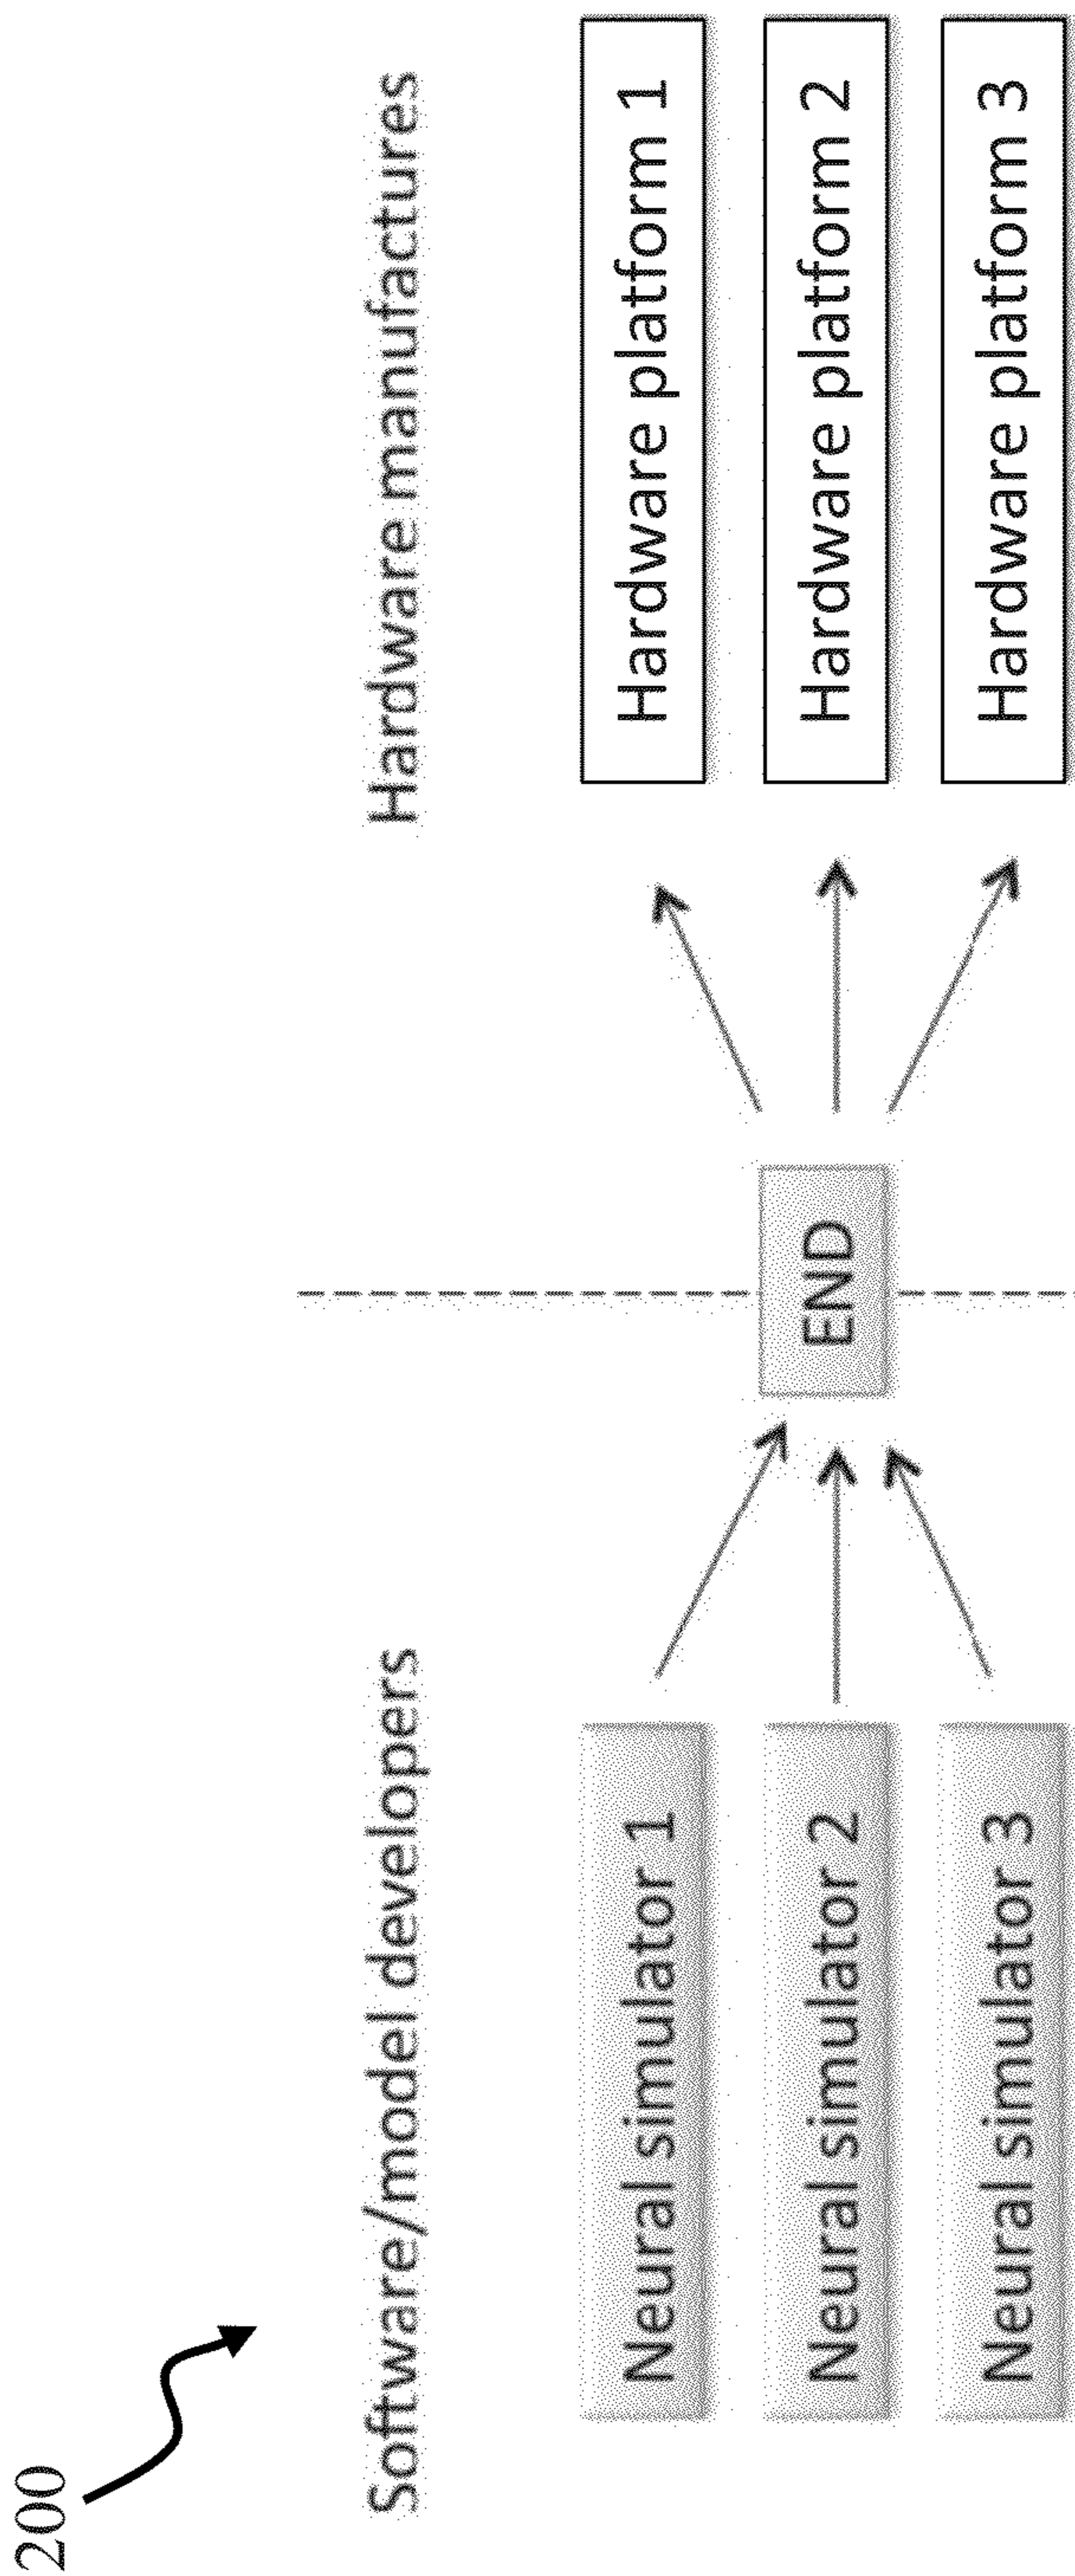 200
Software/model developers
Hardware manufactures
Neural simulator 1
Neural simulator 2
Neural simulator 3
END
Hardware platform 1
Hardware platform 2
Hardware platform 3